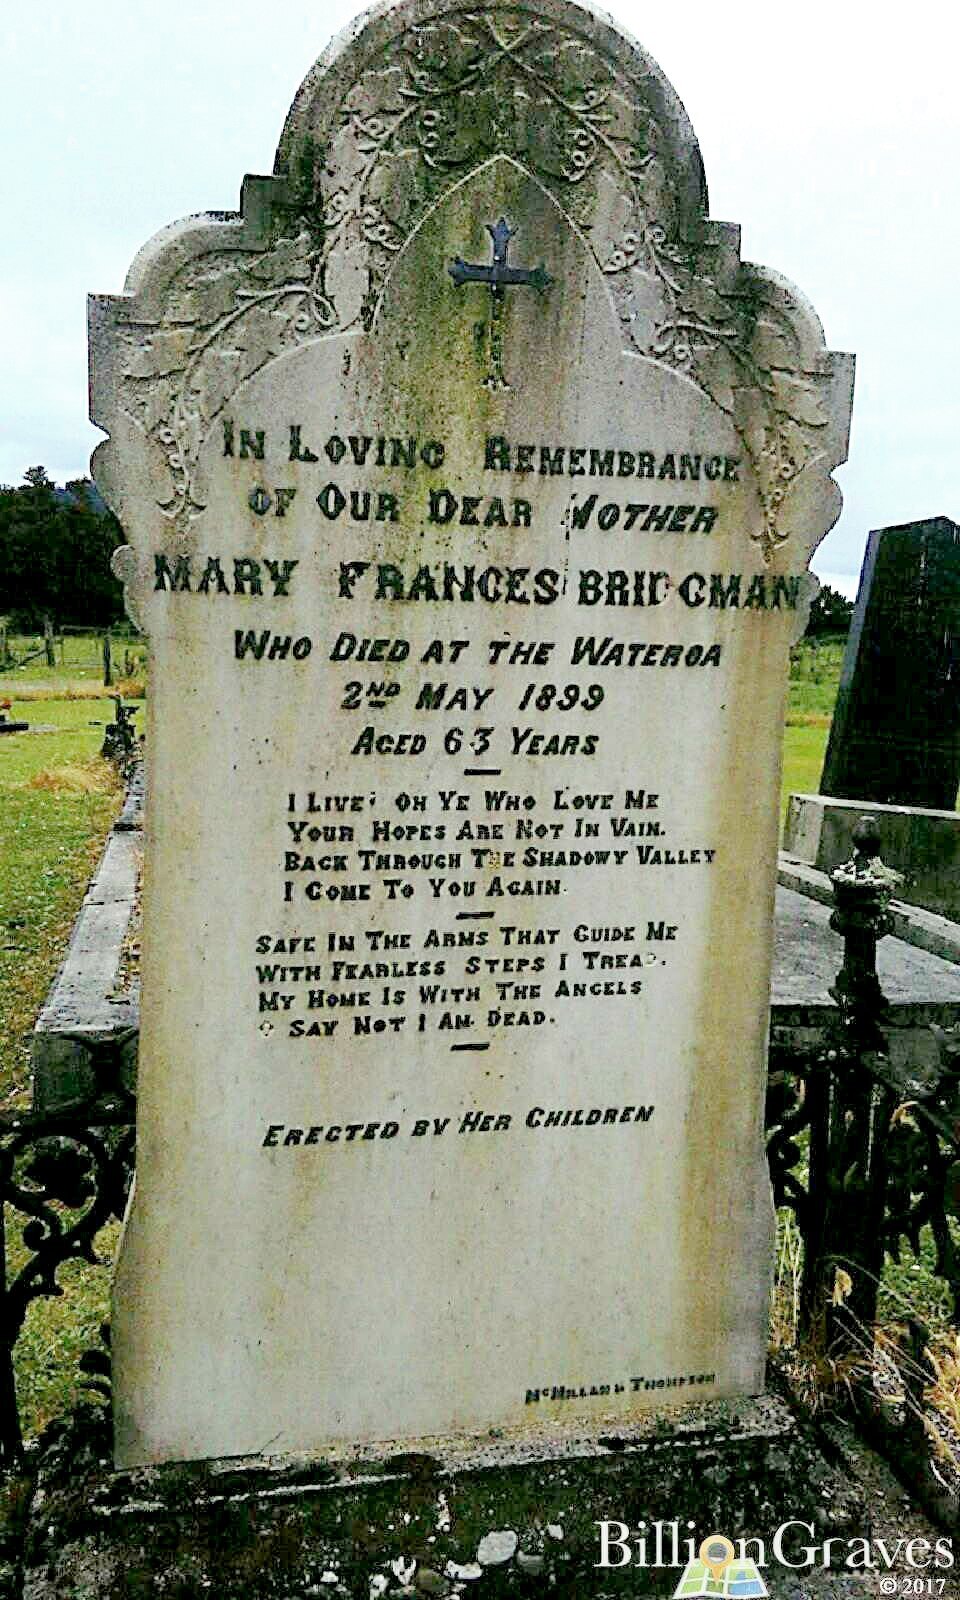 In Loving Remembrance
of Our Dear Mother
Mary Frances Bridgman
Who Died at the Wateroa
2nd May 1899
Aged 63 Years
I Live! Oh Ye Who Love Me
Your Hopes Are Not In Vain.
Back Through The Shadowy Valley
I Come To You Again.
Safe In The Arms That Guide Me
With Fearless Steps I Tread.
My Home Is With The Angels
O Say Not I Am Dead.
Erected by Her Children
McMillan & Thompson
BillionGraves
© 2017